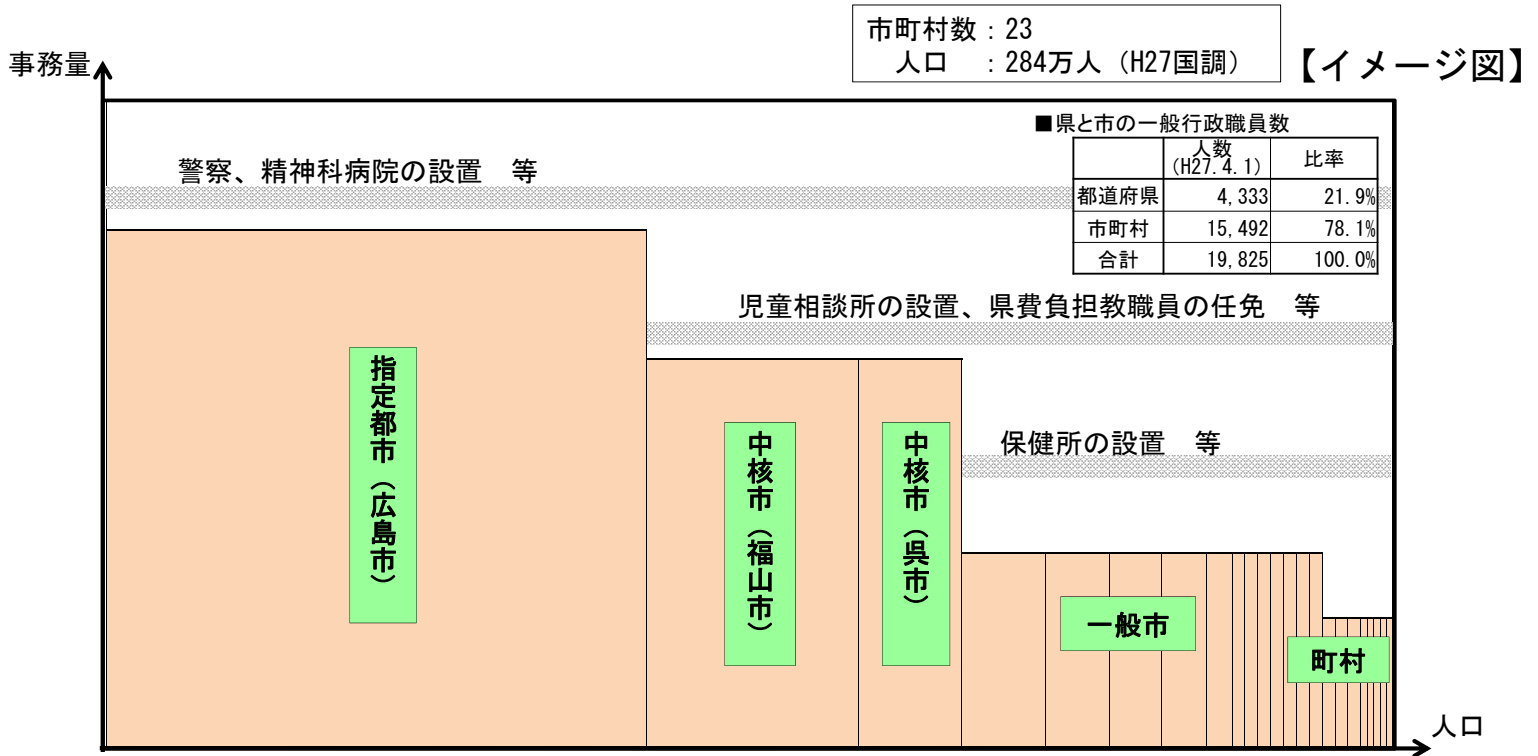 市町村数：23
人口　：284万人（H27国調）
【イメージ図】
事務量
■県と市の一般行政職員数
人数
(H27.4.1)
比率
都道府県 4,333 21.9%
市町村 15,492 78.1%
合計 19,825 100.0%
警察、精神科病院の設置　等
児童相談所の設置、県費負担教職員の任免　等
保健所の設置　等
指定都市（広島市）
中核市（福山市）
中核市（呉市）
一般市
町村
人口